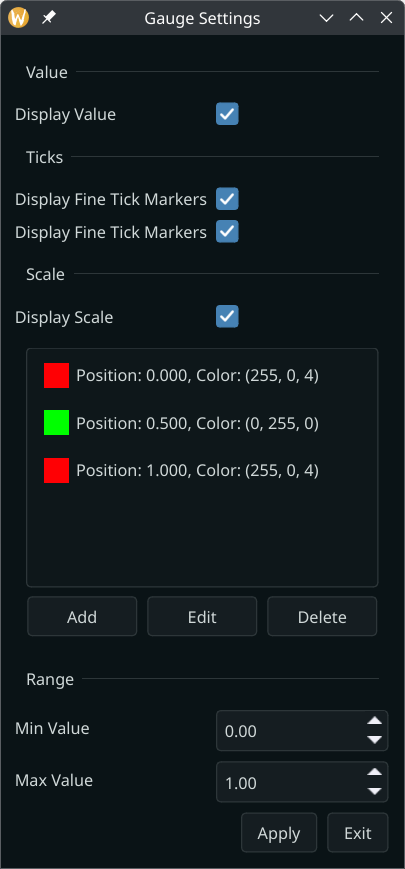 Gauge Settings
Value
Display Value
Ticks
Display Fine Tick Markers
Display Fine Tick Markers
Scale
Display Scale
Position: 0.000, Color: (255, 0, 4)
Position: 0.500, Color: (0, 255, 0)
Position: 1.000, Color: (255, 0, 4)
Add Edit Delete
Range
Min Value 0.00
Max Value 1.00
Apply Exit